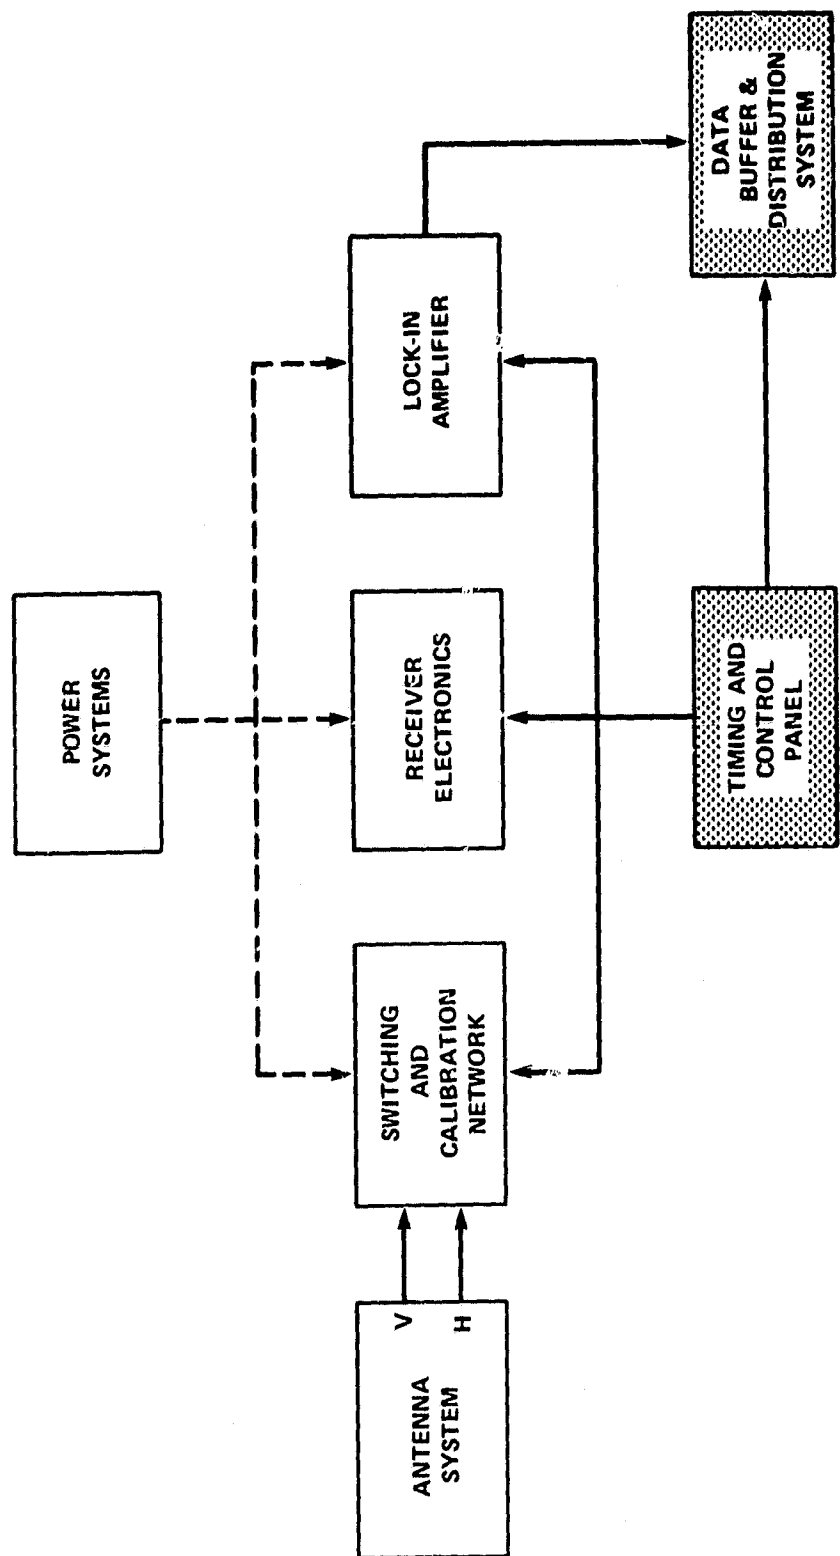 POWER
SYSTEMS
ANTENNA
SYSTEM
V
H
SWITCHING
AND
CALIBRATION
NETWORK
RECEIVER
ELECTRONICS
LOCK-IN
AMPLIFIER
TIMING AND
CONTROL
PANEL
DATA
BUFFER &
DISTRIBUTION
SYSTEM